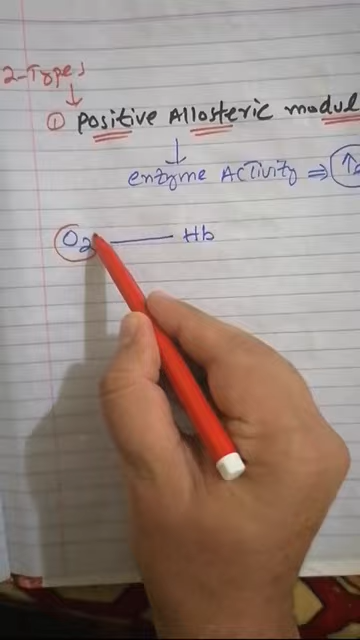 2-Types
↓
① Positive Allosteric modul
↓
enzyme Activity ⇒ ↑
O2 — Hb